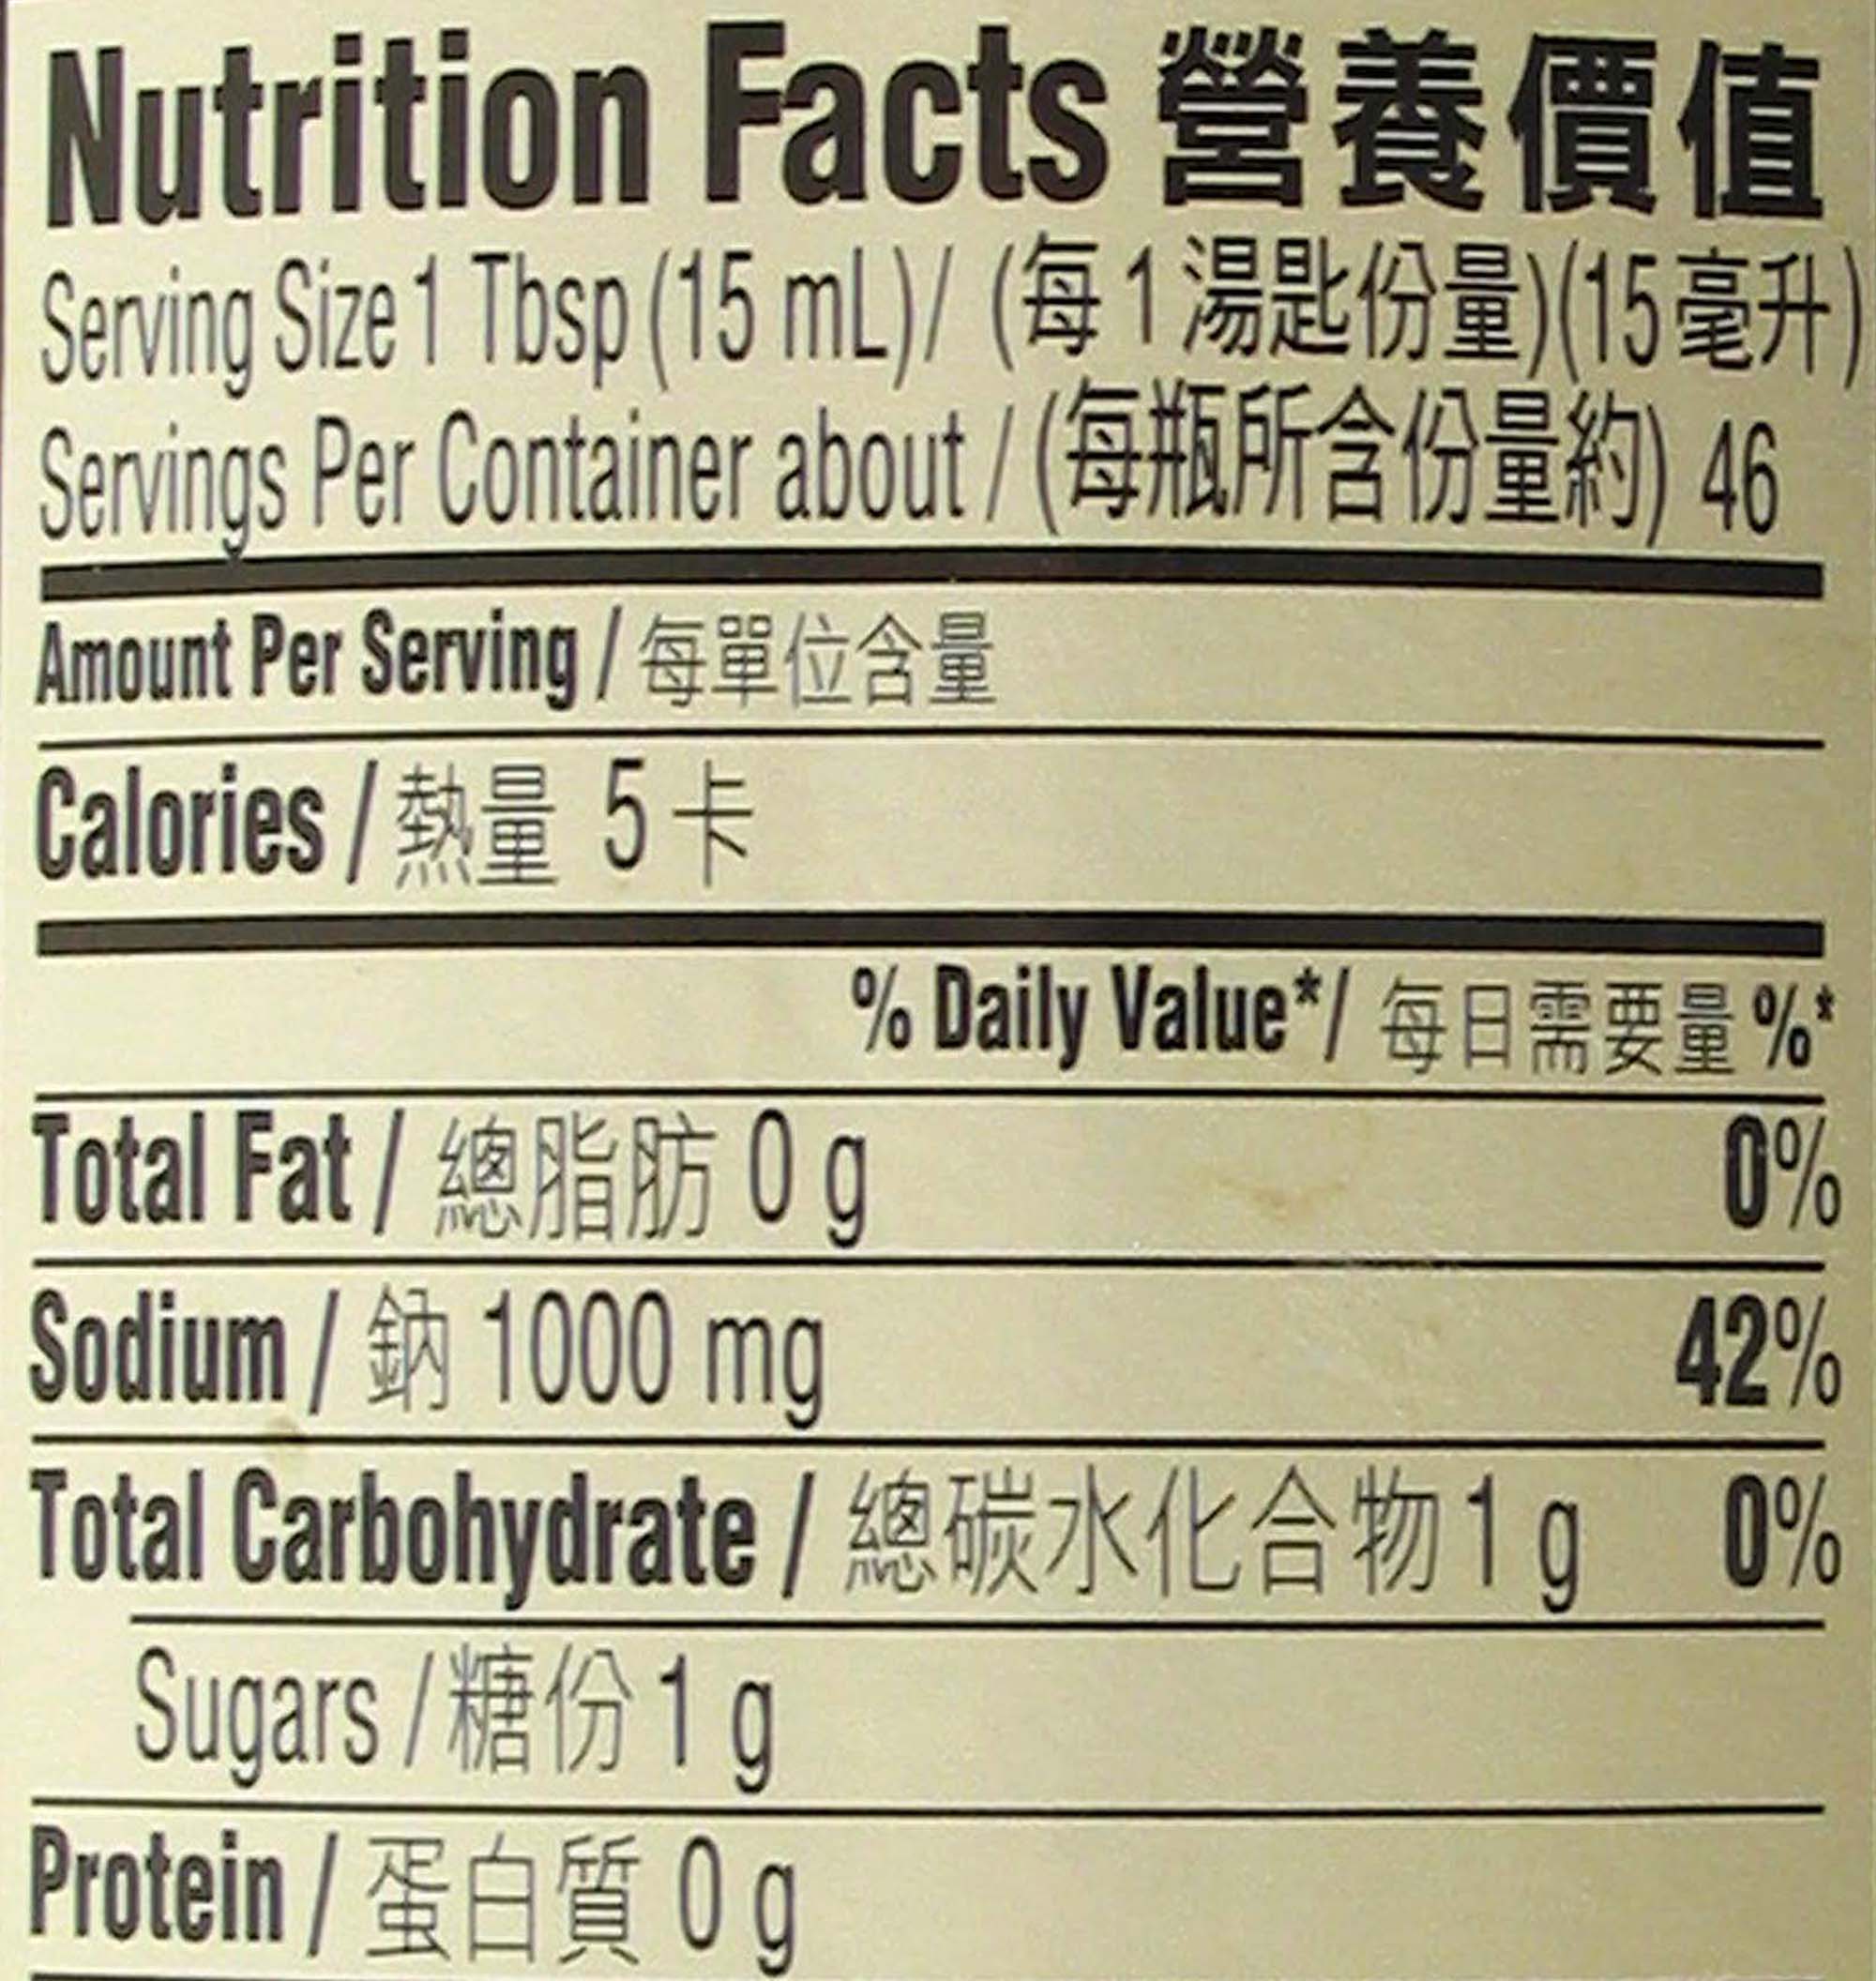 Nutrition Facts 營養價值
Serving Size 1 Tbsp (15 mL)/ (每1湯匙份量)(15毫升)
Servings Per Container about / (每瓶所含份量約) 46
Amount Per Serving / 每單位含量
Calories / 熱量 5 卡
% Daily Value*/ 每日需要量 %*
Total Fat / 總脂肪 0 g 0%
Sodium / 鈉 1000 mg 42%
Total Carbohydrate / 總碳水化合物 1 g 0%
Sugars / 糖份 1 g
Protein / 蛋白質 0 g